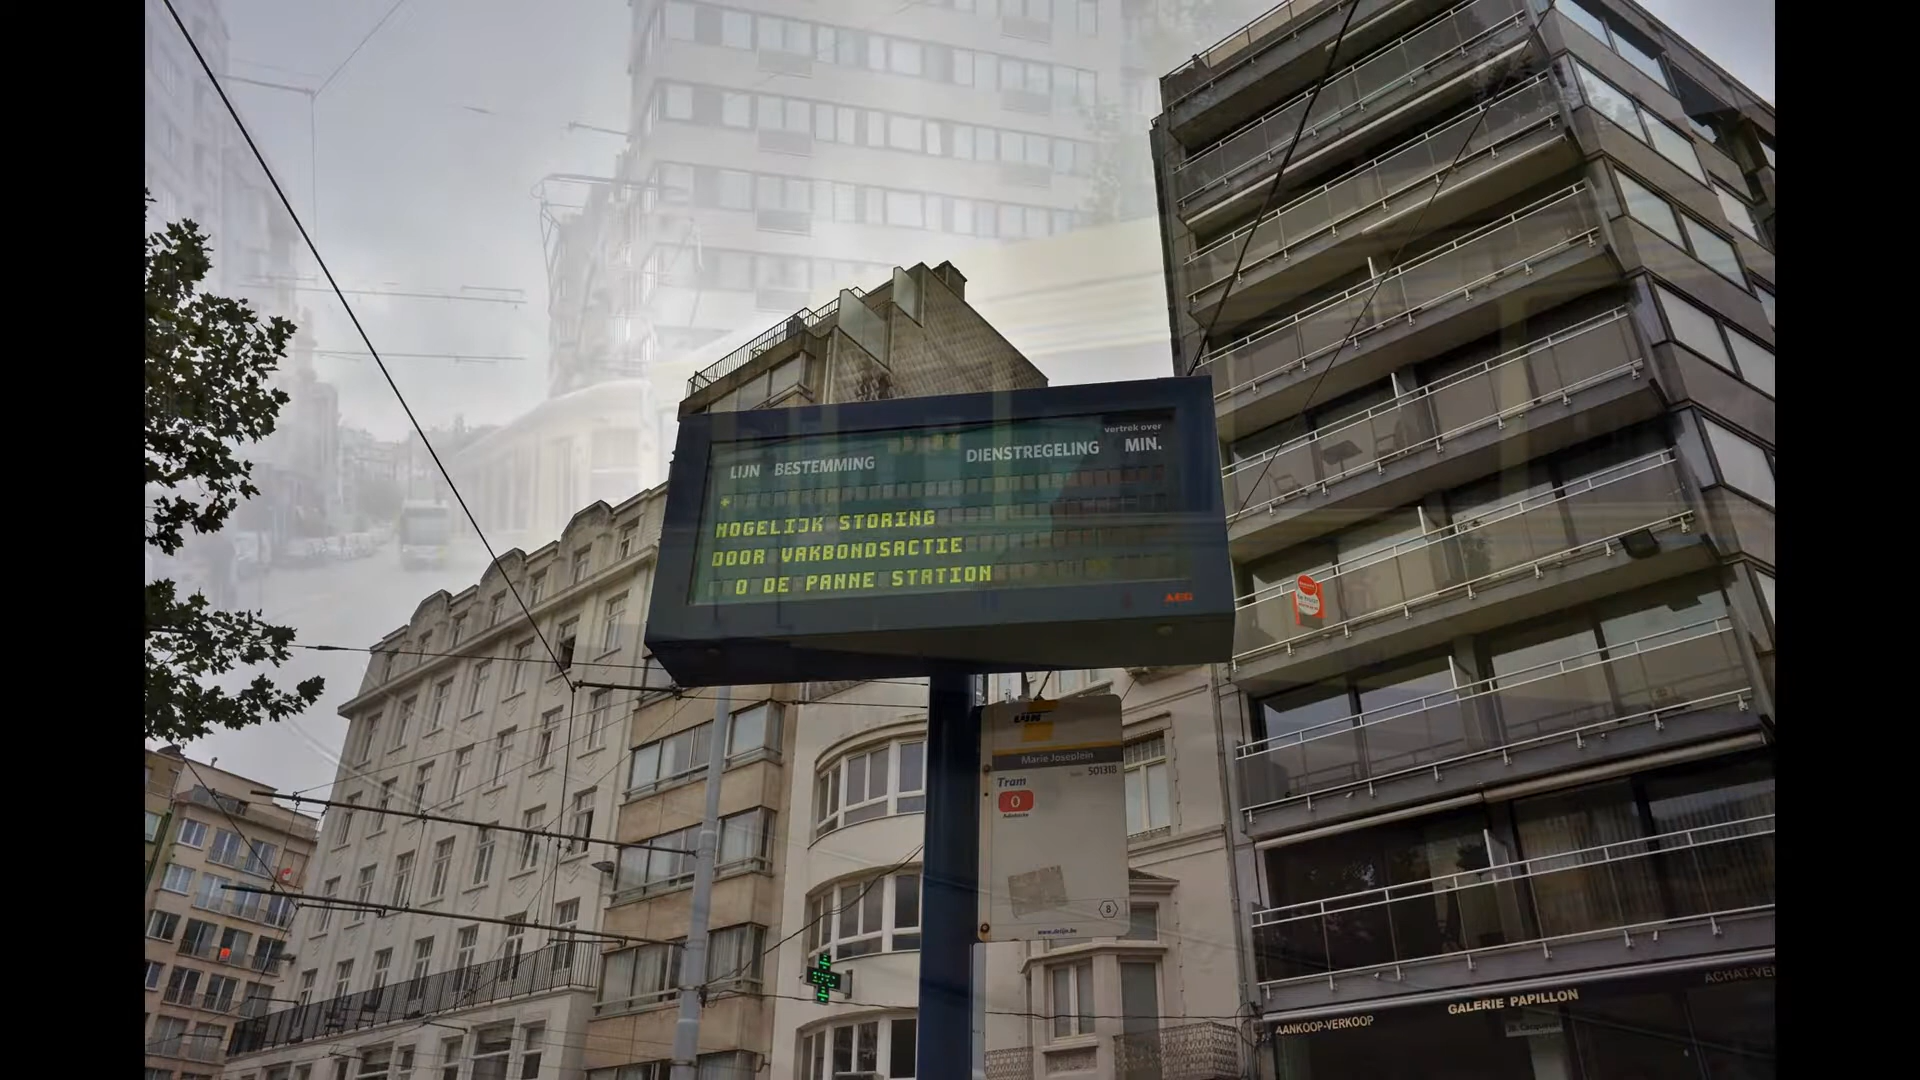 vertrek over
LIJN BESTEMMING DIENSTREGELING MIN.
MOGELIJK STORING
DOOR VAKBONDSACTIE
0 DE PANNE STATION
AEG
LIJN
Marie Joseplein
501318
Tram
0
8
www.delijn.be
ACHAT-VE
GALERIE PAPILLON
AANKOOP-VERKOOP